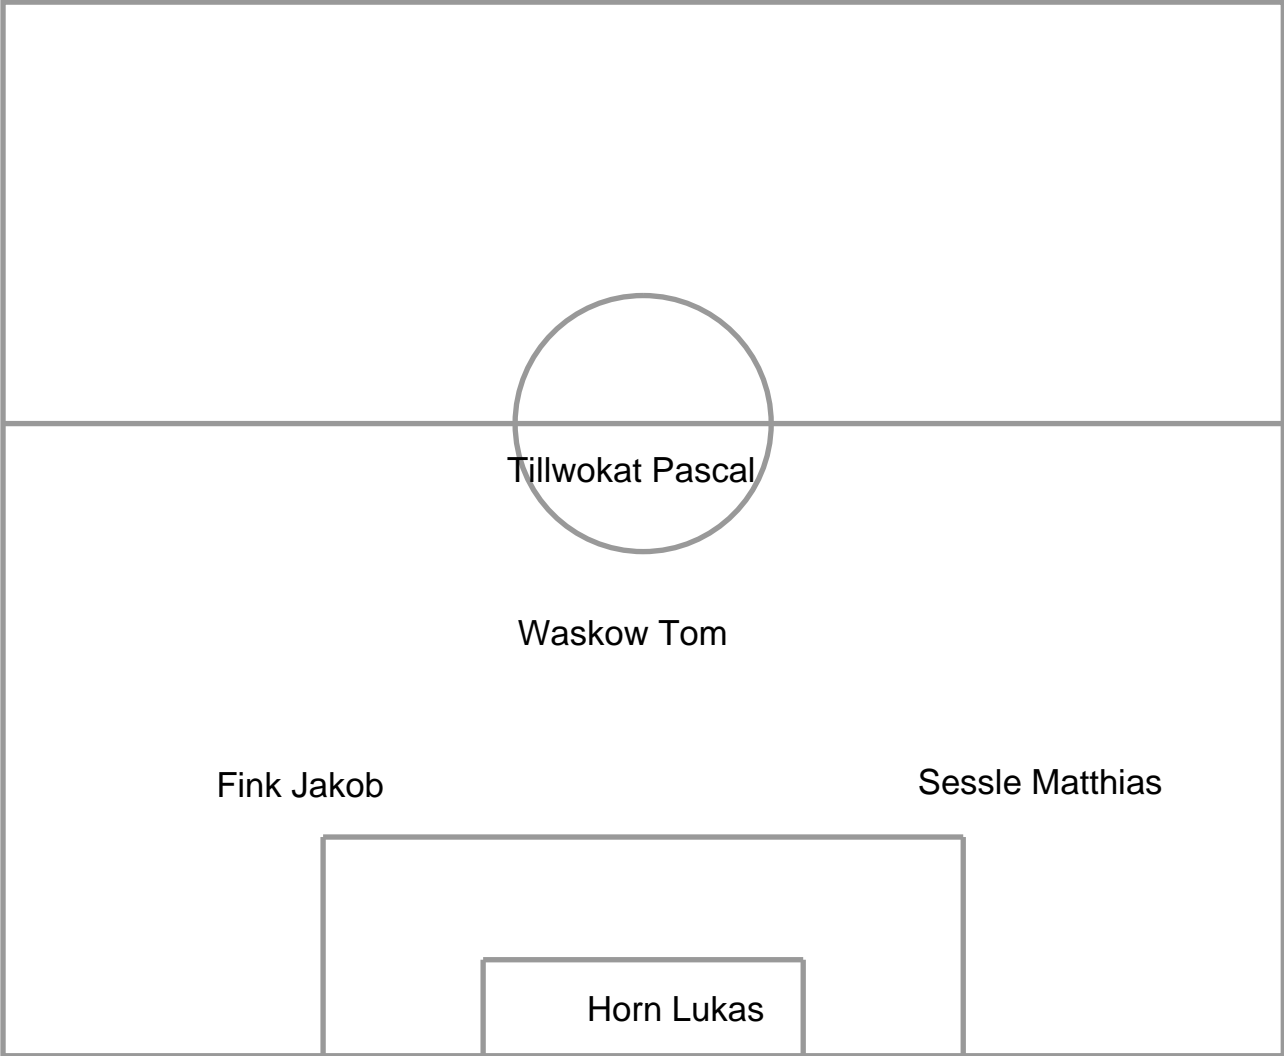 Tillwokat Pascal
Waskow Tom
Fink Jakob
Sessle Matthias
Horn Lukas